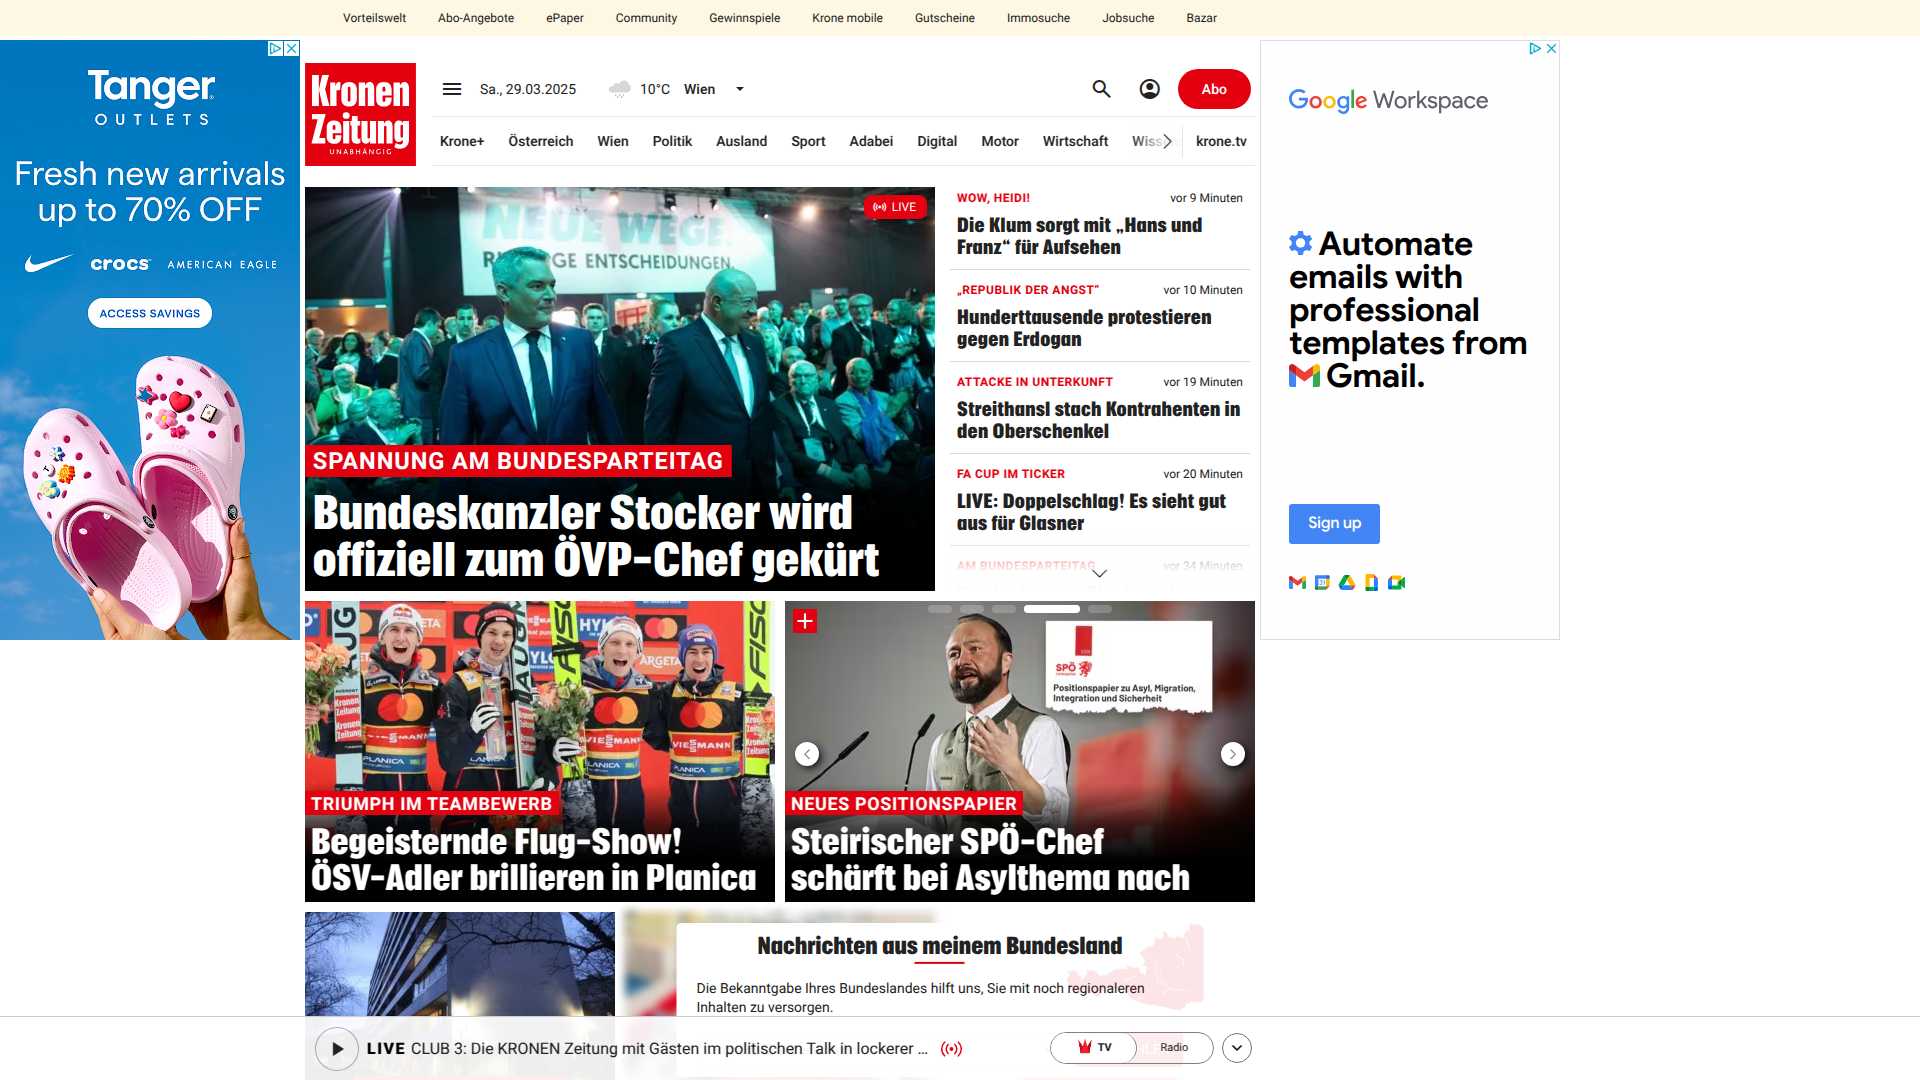 Vorteilswelt
Abo-Angebote
ePaper
Community
Gewinnspiele
Krone mobile
Gutscheine
Immosuche
Jobsuche
Bazar
Tanger
OUTLETS
Fresh new arrivals
up to 70% OFF
crocs
AMERICAN EAGLE
ACCESS SAVINGS
Kronen
Zeitung
UNABHÄNGIG
Sa., 29.03.2025
10°C
Wien
Abo
Krone+
Österreich
Wien
Politik
Ausland
Sport
Adabei
Digital
Motor
Wirtschaft
Wiss
krone.tv
NEUE WEGE.
ENTSCHEIDUNGEN.
LIVE
SPANNUNG AM BUNDESPARTEITAG
Bundeskanzler Stocker wird
offiziell zum ÖVP-Chef gekürt
WOW, HEIDI!
vor 9 Minuten
Die Klum sorgt mit „Hans und
Franz“ für Aufsehen
„REPUBLIK DER ANGST“
vor 10 Minuten
Hunderttausende protestieren
gegen Erdogan
ATTACKE IN UNTERKUNFT
vor 19 Minuten
Streithansl stach Kontrahenten in
den Oberschenkel
FA CUP IM TICKER
vor 20 Minuten
LIVE: Doppelschlag! Es sieht gut
aus für Glasner
AM BUNDESPARTEITAG
vor 34 Minuten
TRIUMPH IM TEAMBEWERB
Begeisternde Flug-Show!
ÖSV-Adler brillieren in Planica
SPÖ
Positionspapier zu Asyl, Migration,
Integration und Sicherheit
NEUES POSITIONSPAPIER
Steirischer SPÖ-Chef
schärft bei Asylthema nach
Nachrichten aus meinem Bundesland
Die Bekanntgabe Ihres Bundeslandes hilft uns, Sie mit noch regionaleren
Inhalten zu versorgen.
LIVE CLUB 3: Die KRONEN Zeitung mit Gästen im politischen Talk in lockerer ...
TV
Radio
Google Workspace
Automate
emails with
professional
templates from
Gmail.
Sign up